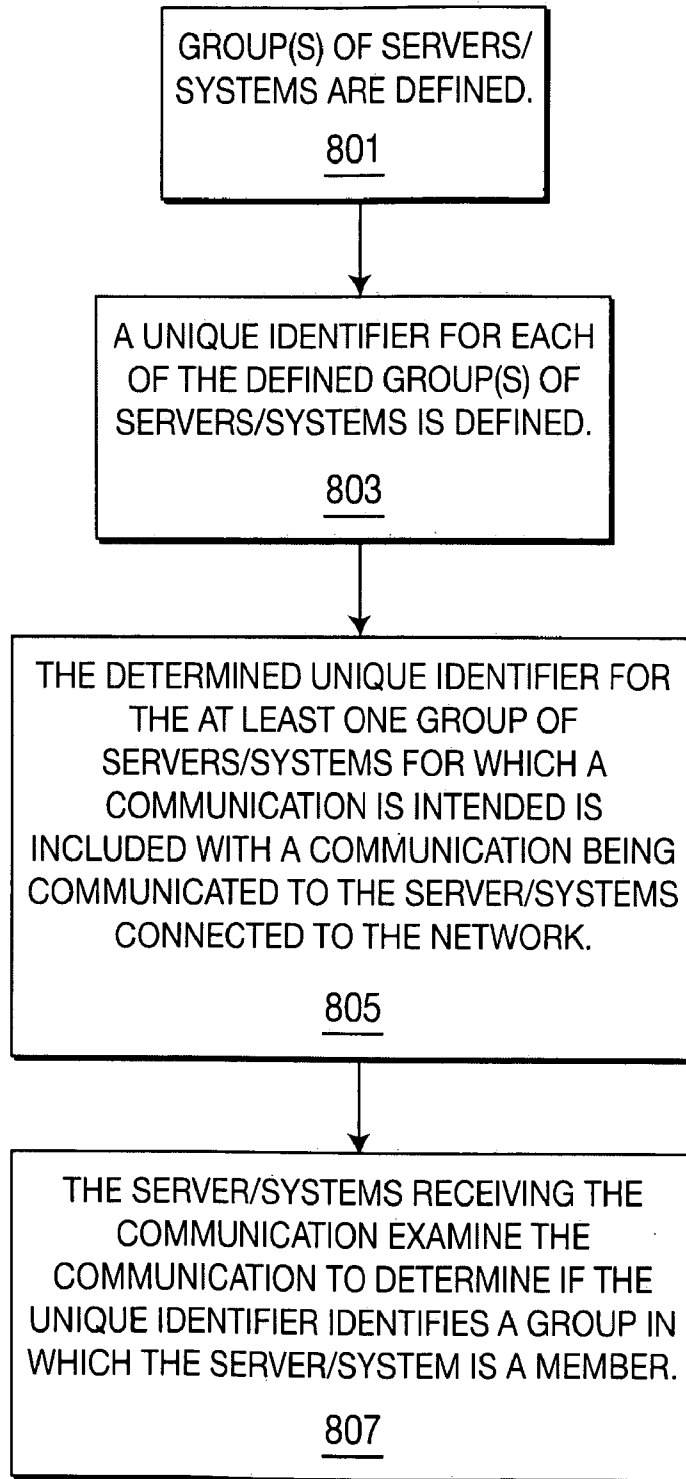 GROUP(S) OF SERVERS/
SYSTEMS ARE DEFINED.
801
A UNIQUE IDENTIFIER FOR EACH
OF THE DEFINED GROUP(S) OF
SERVERS/SYSTEMS IS DEFINED.
803
THE DETERMINED UNIQUE IDENTIFIER FOR
THE AT LEAST ONE GROUP OF
SERVERS/SYSTEMS FOR WHICH A
COMMUNICATION IS INTENDED IS
INCLUDED WITH A COMMUNICATION BEING
COMMUNICATED TO THE SERVER/SYSTEMS
CONNECTED TO THE NETWORK.
805
THE SERVER/SYSTEMS RECEIVING THE
COMMUNICATION EXAMINE THE
COMMUNICATION TO DETERMINE IF THE
UNIQUE IDENTIFIER IDENTIFIES A GROUP IN
WHICH THE SERVER/SYSTEM IS A MEMBER.
807